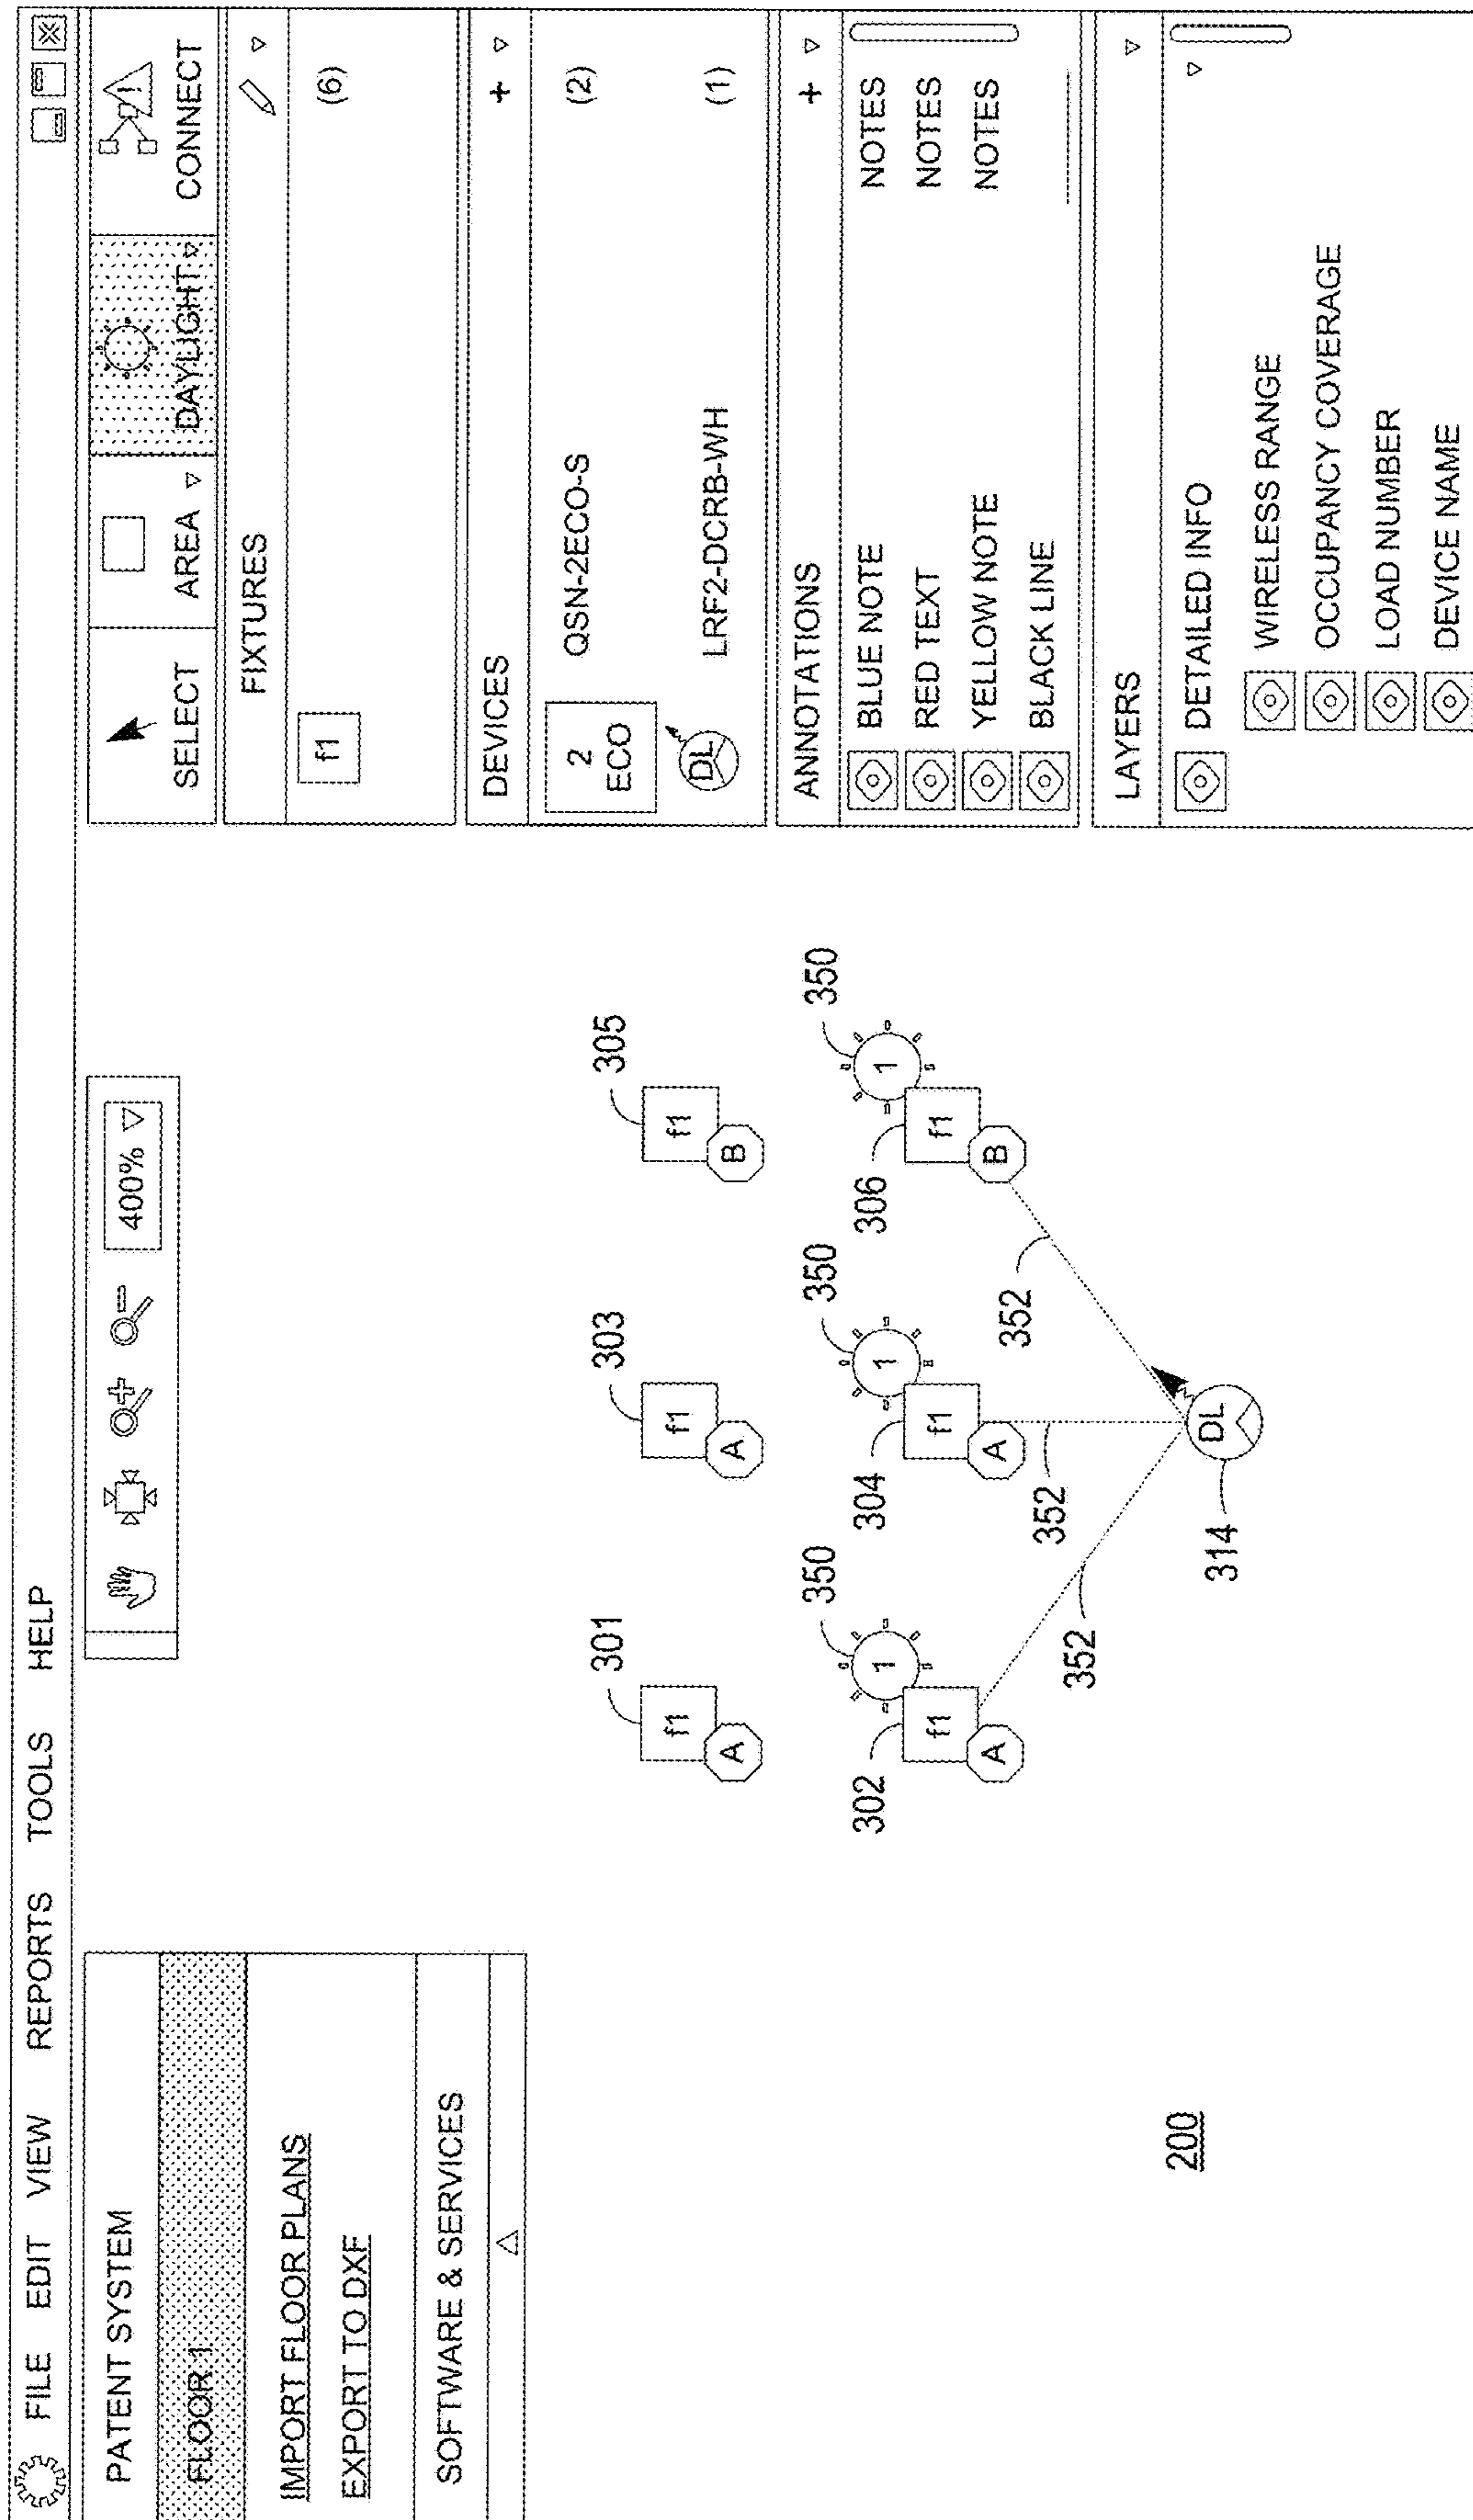 FILE EDIT VIEW REPORTS TOOLS HELP
PATENT SYSTEM
FLOOR 1
IMPORT FLOOR PLANS
EXPORT TO DXF
SOFTWARE & SERVICES
400%
301
f1
A
303
f1
A
305
f1
B
302
f1
A
1
350
304
f1
A
1
350
306
f1
B
1
350
352
352
352
314
DL
200
SELECT
AREA
DAYLIGHT
CONNECT
FIXTURES
f1 (6)
DEVICES +
2 ECO QSN-2ECO-S (2)
DL LRF2-DCRB-WH (1)
ANNOTATIONS +
BLUE NOTE NOTES
RED TEXT NOTES
YELLOW NOTE NOTES
BLACK LINE
LAYERS
DETAILED INFO
WIRELESS RANGE
OCCUPANCY COVERAGE
LOAD NUMBER
DEVICE NAME